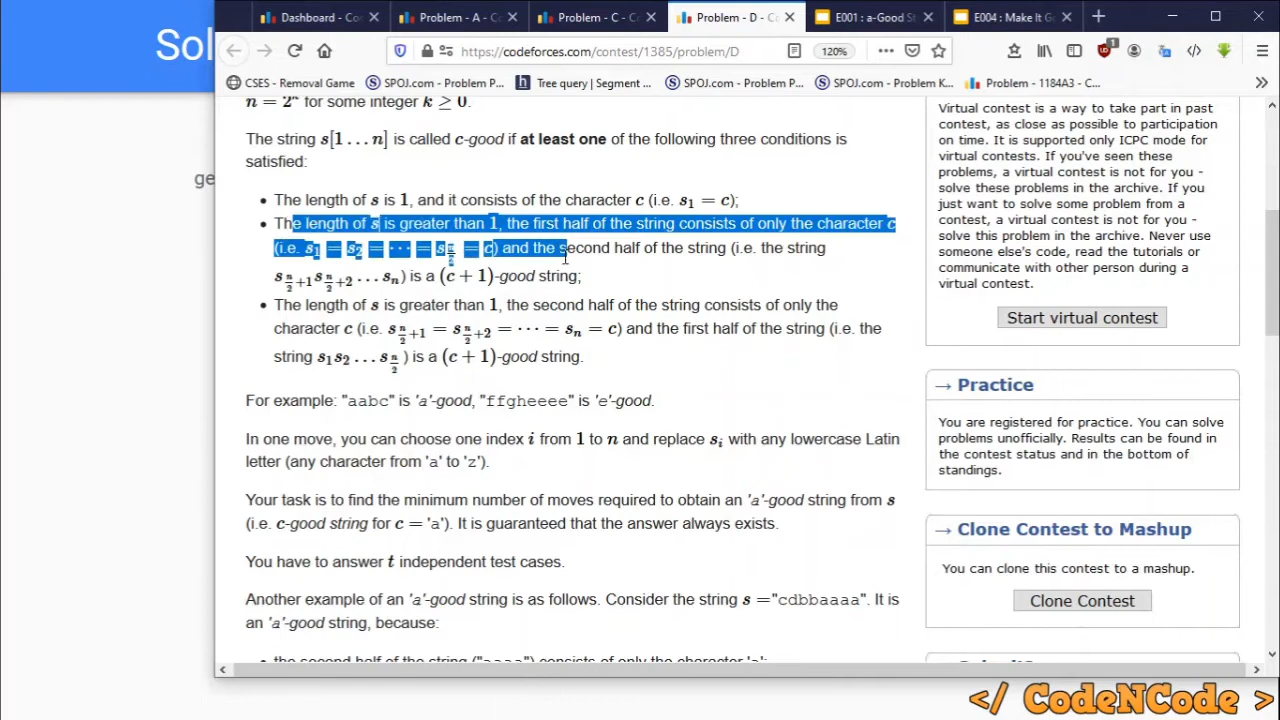 Sol
ge
Dashboard - Co
Problem - A - C
Problem - C - C
Problem - D - Co
E001 : a-Good St
E004 : Make It G
https://codeforces.com/contest/1385/problem/D
120%
1
CSES - Removal Game
SPOJ.com - Problem P...
Tree query | Segment ...
SPOJ.com - Problem P...
SPOJ.com - Problem K...
Problem - 1184A3 - C...
for some integer k ≥ 0.
The string s[1…n] is called c-good if at least one of the following three conditions is
satisfied:
• The length of s is 1, and it consists of the character c (i.e. s1 = c);
• The length of s is greater than 1, the first half of the string consists of only the character c
(i.e. s1 = s2 = ⋯ = sn/2 = c) and the second half of the string (i.e. the string
sn/2+1sn/2+2…sn) is a (c + 1)-good string;
• The length of s is greater than 1, the second half of the string consists of only the
character c (i.e. sn/2+1 = sn/2+2 = ⋯ = sn = c) and the first half of the string (i.e. the
string s1s2…sn/2) is a (c + 1)-good string.
For example: "aabc" is 'a'-good, "ffgheeee" is 'e'-good.
In one move, you can choose one index i from 1 to n and replace si with any lowercase Latin
letter (any character from 'a' to 'z').
Your task is to find the minimum number of moves required to obtain an 'a'-good string from s
(i.e. c-good string for c = 'a'). It is guaranteed that the answer always exists.
You have to answer t independent test cases.
Another example of an 'a'-good string is as follows. Consider the string s ="cdbbaaaa". It is
an 'a'-good string, because:
Virtual contest is a way to take part in past
contest, as close as possible to participation
on time. It is supported only ICPC mode for
virtual contests. If you've seen these
problems, a virtual contest is not for you -
solve these problems in the archive. If you
just want to solve some problem from a
contest, a virtual contest is not for you -
solve this problem in the archive. Never use
someone else's code, read the tutorials or
communicate with other person during a
virtual contest.
Start virtual contest
→ Practice
You are registered for practice. You can solve
problems unofficially. Results can be found in
the contest status and in the bottom of
standings.
→ Clone Contest to Mashup
You can clone this contest to a mashup.
Clone Contest
</ CodeNCode >